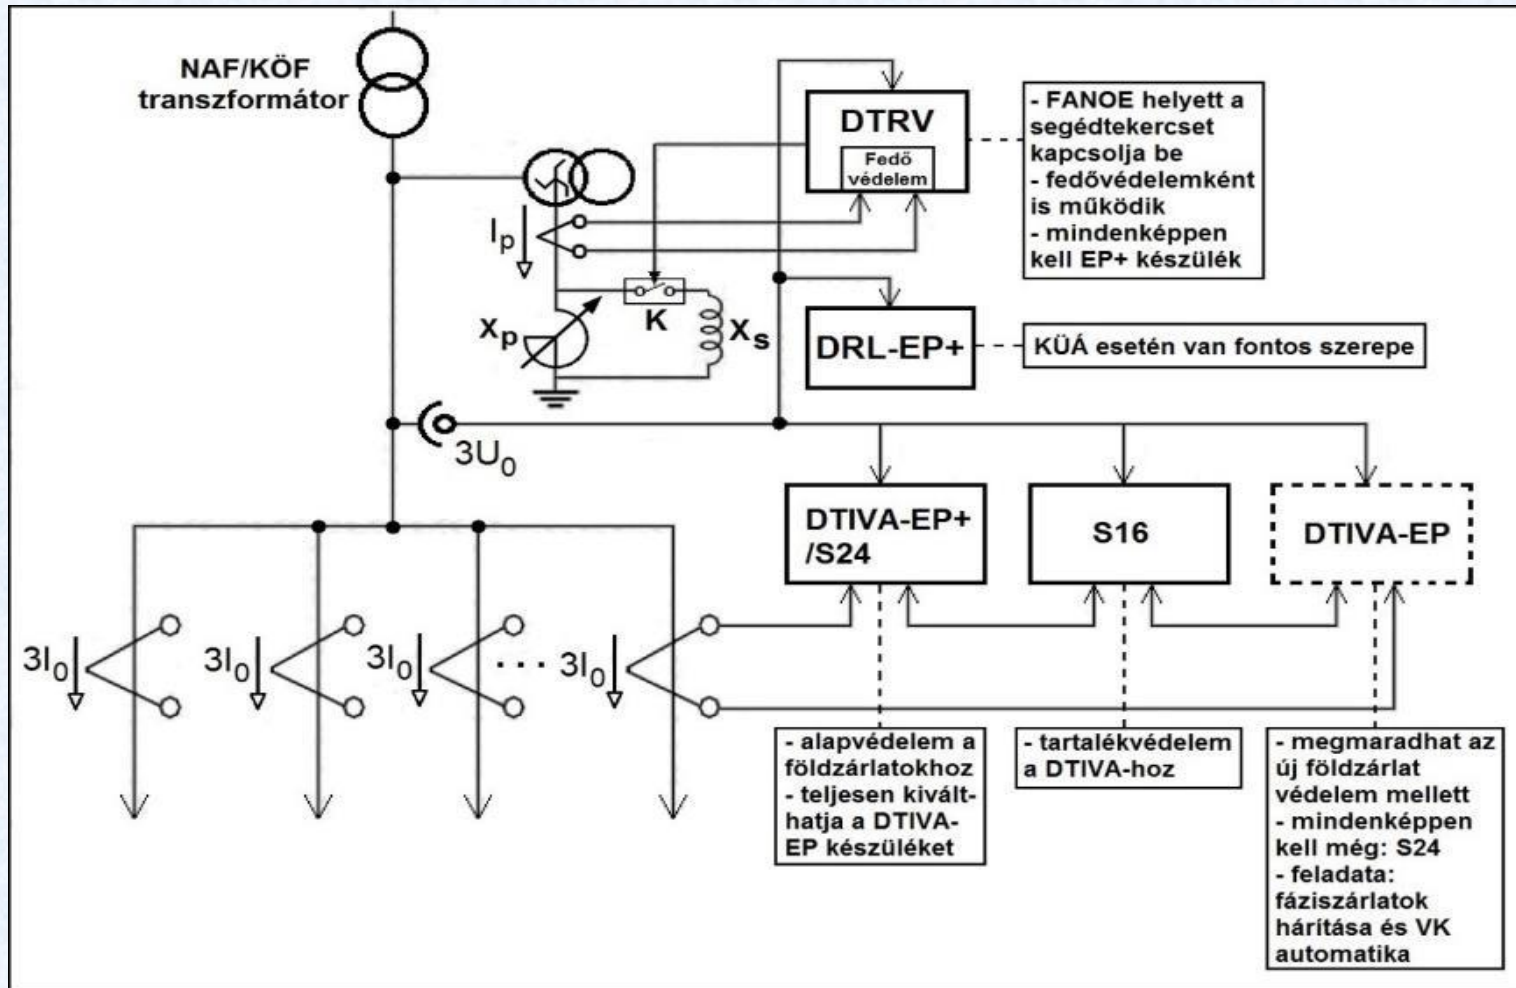 NAF/KÖF
transzformátor
DTRV
Fedő
védelem
- FANOE helyett a
segédtekercset
kapcsolja be
- fedővédelemként
is működik
- mindenképpen
kell EP+ készülék
Ip
Xp
K
Xs
DRL-EP+
KÜÁ esetén van fontos szerepe
3U0
DTIVA-EP+
/S24
S16
DTIVA-EP
3I0
3I0
3I0
...
3I0
- alapvédelem a
földzárlatokhoz
- teljesen kivált-
hatja a DTIVA-
EP készüléket
- tartalékvédelem
a DTIVA-hoz
- megmaradhat az
új földzárlat
védelem mellett
- mindenképpen
kell még: S24
- feladata:
fáziszárlatok
hárítása és VK
automatika